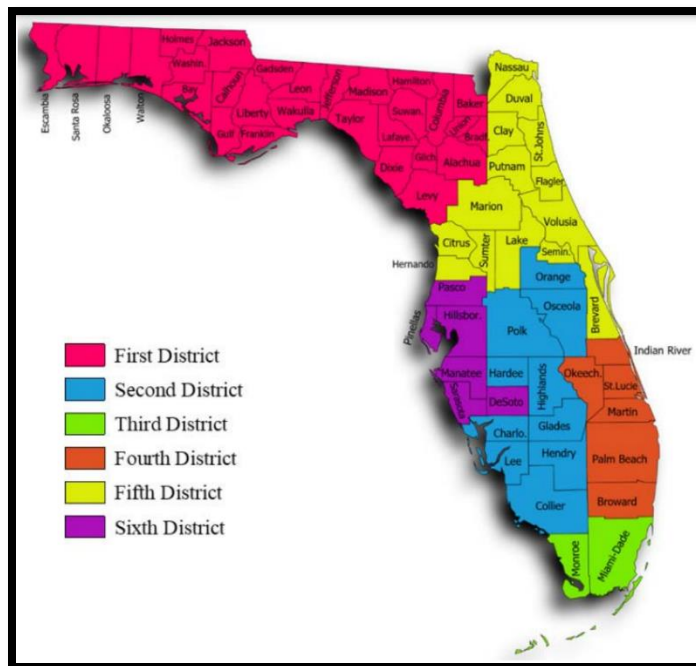 Holmes
Jackson
Washin.
Gadsden
Escambia
Santa Rosa
Okaloosa
Walton
Bay
Calhoun
Gulf
Liberty
Frankin
Leon
Wakulla
Jefferson
Madison
Taylor
Hamilton
Suwan.
Lafaye.
Columbia
Baker
Union
Brad.
Gilch.
Alachua
Dixie
Levy
Nassau
Duval
Clay
St.Johns
Putnam
Flagler.
Marion
Volusia
Citrus
Sumter
Lake
Semin.
Hernando
Orange
Brevard
Pasco
Osceola
Hillsbor.
Pinellas
Polk
Indian River
Manatee
Hardee
Highlands
Okeech.
St.Lucie
Sarasota
DeSoto
Martin
Charlo.
Glades
Lee
Hendry
Palm Beach
Collier
Broward
Monroe
Miami-Dade
First District
Second District
Third District
Fourth District
Fifth District
Sixth District